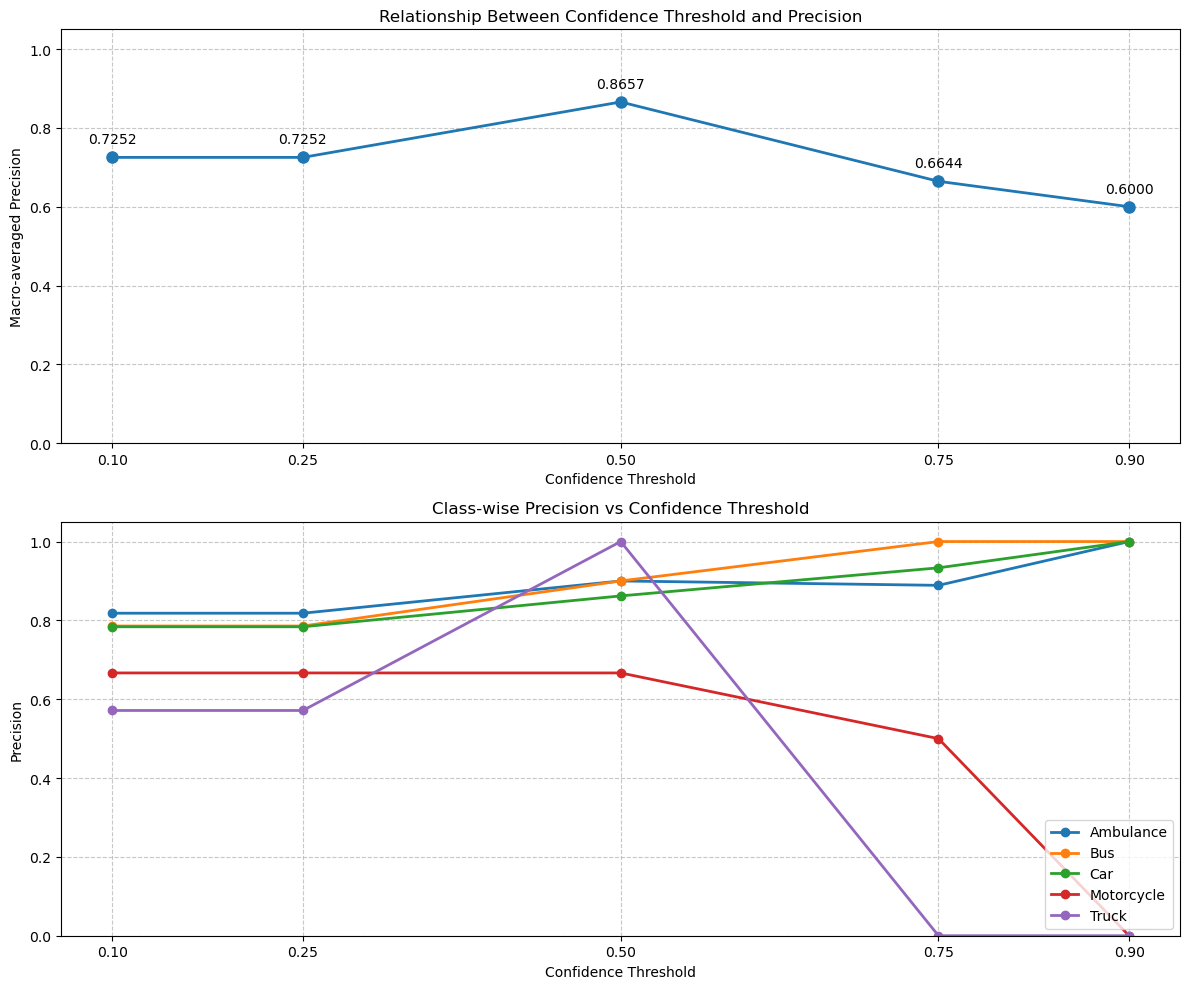 Relationship Between Confidence Threshold and Precision
1.0
0.8
0.6
0.4
0.2
0.0
Macro-averaged Precision
0.7252
0.7252
0.8657
0.6644
0.6000
0.10
0.25
0.50
0.75
0.90
Confidence Threshold
Class-wise Precision vs Confidence Threshold
1.0
0.8
0.6
0.4
0.2
0.0
Precision
Ambulance
Bus
Car
Motorcycle
Truck
0.10
0.25
0.50
0.75
0.90
Confidence Threshold